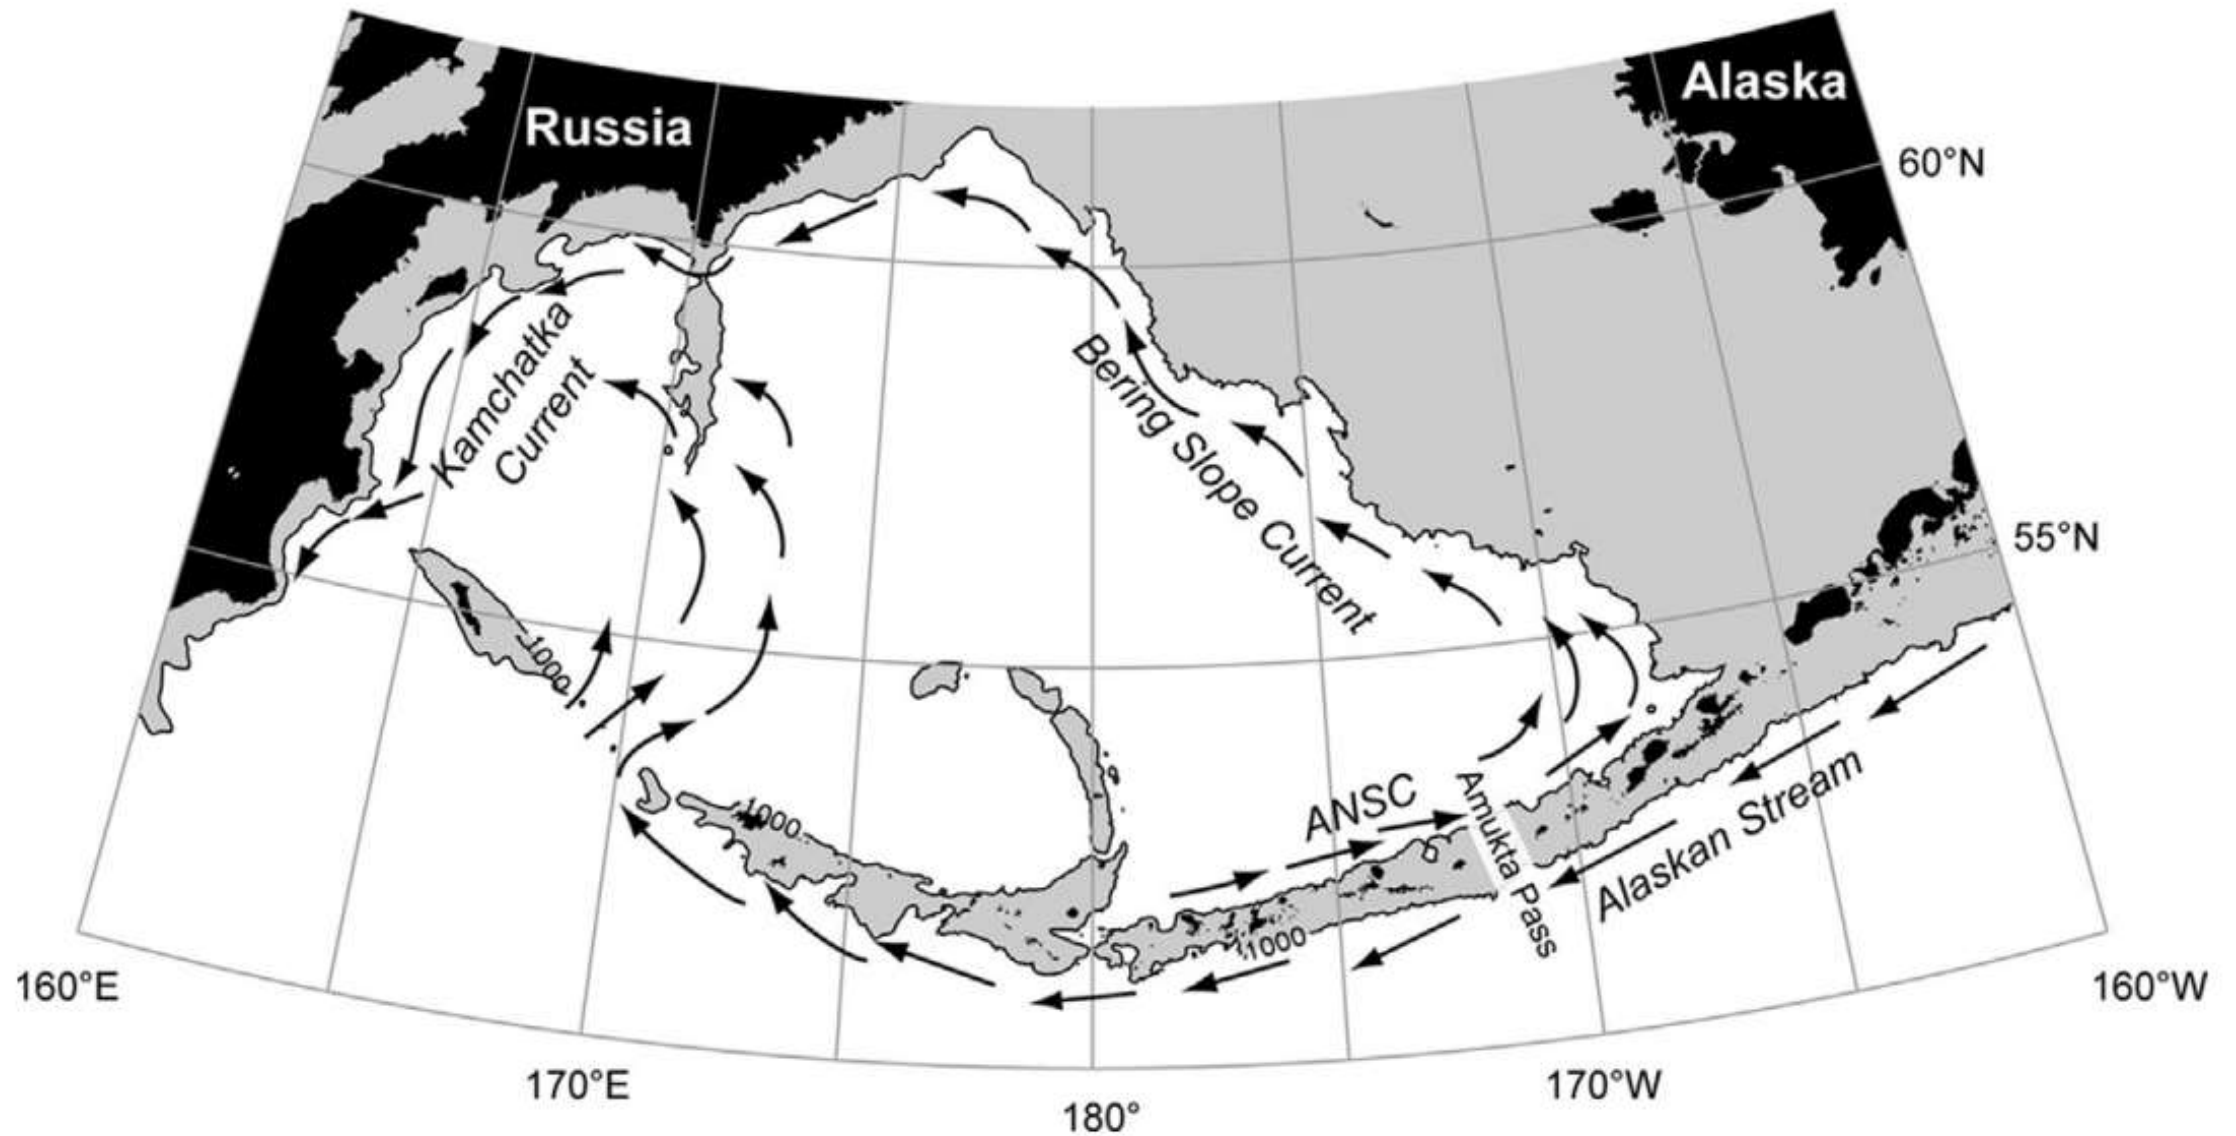 Russia
Alaska
60°N
Kamchatka
Current
Bering Slope Current
55°N
1000
1000
ANSC
Amukta Pass
Alaskan Stream
1000
160°E
160°W
170°E
170°W
180°